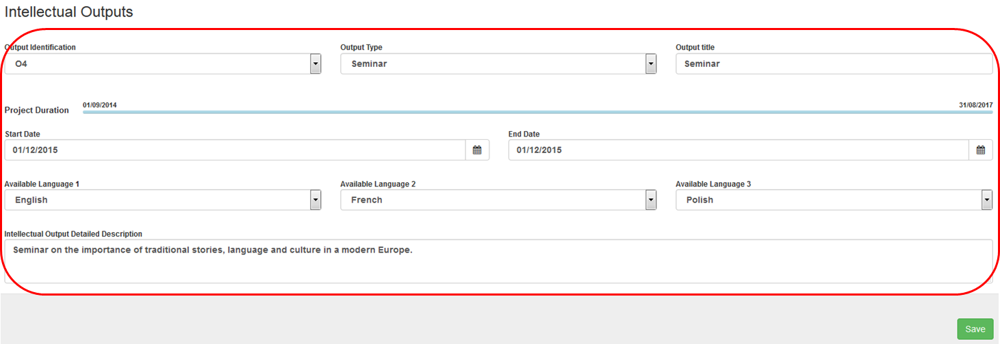 Intellectual Outputs
Output Identification Output Type Output title
O4 Seminar Seminar
01/09/2014 31/08/2017
Project Duration
Start Date End Date
01/12/2015 01/12/2015
Available Language 1 Available Language 2 Available Language 3
English French Polish
Intellectual Output Detailed Description
Seminar on the importance of traditional stories, language and culture in a modern Europe.
Save